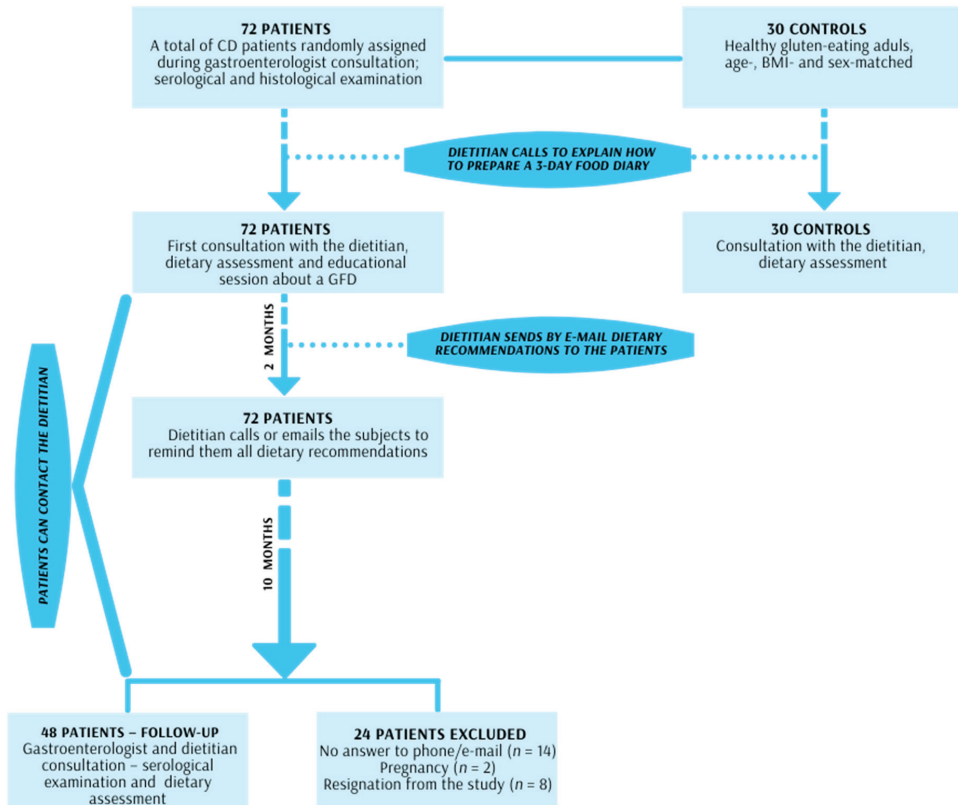 72 PATIENTS
A total of CD patients randomly assigned
during gastroenterologist consultation;
serological and histological examination
30 CONTROLS
Healthy gluten-eating aduls,
age-, BMI- and sex-matched
DIETITIAN CALLS TO EXPLAIN HOW
TO PREPARE A 3-DAY FOOD DIARY
72 PATIENTS
First consultation with the dietitian,
dietary assessment and educational
session about a GFD
30 CONTROLS
Consultation with the dietitian,
dietary assessment
2 MONTHS
DIETITIAN SENDS BY E-MAIL DIETARY
RECOMMENDATIONS TO THE PATIENTS
72 PATIENTS
Dietitian calls or emails the subjects to
remind them all dietary recommendations
PATIENTS CAN CONTACT THE DIETITIAN
10 MONTHS
48 PATIENTS – FOLLOW-UP
Gastroenterologist and dietitian
consultation – serological
examination and dietary
assessment
24 PATIENTS EXCLUDED
No answer to phone/e-mail (n = 14)
Pregnancy (n = 2)
Resignation from the study (n = 8)